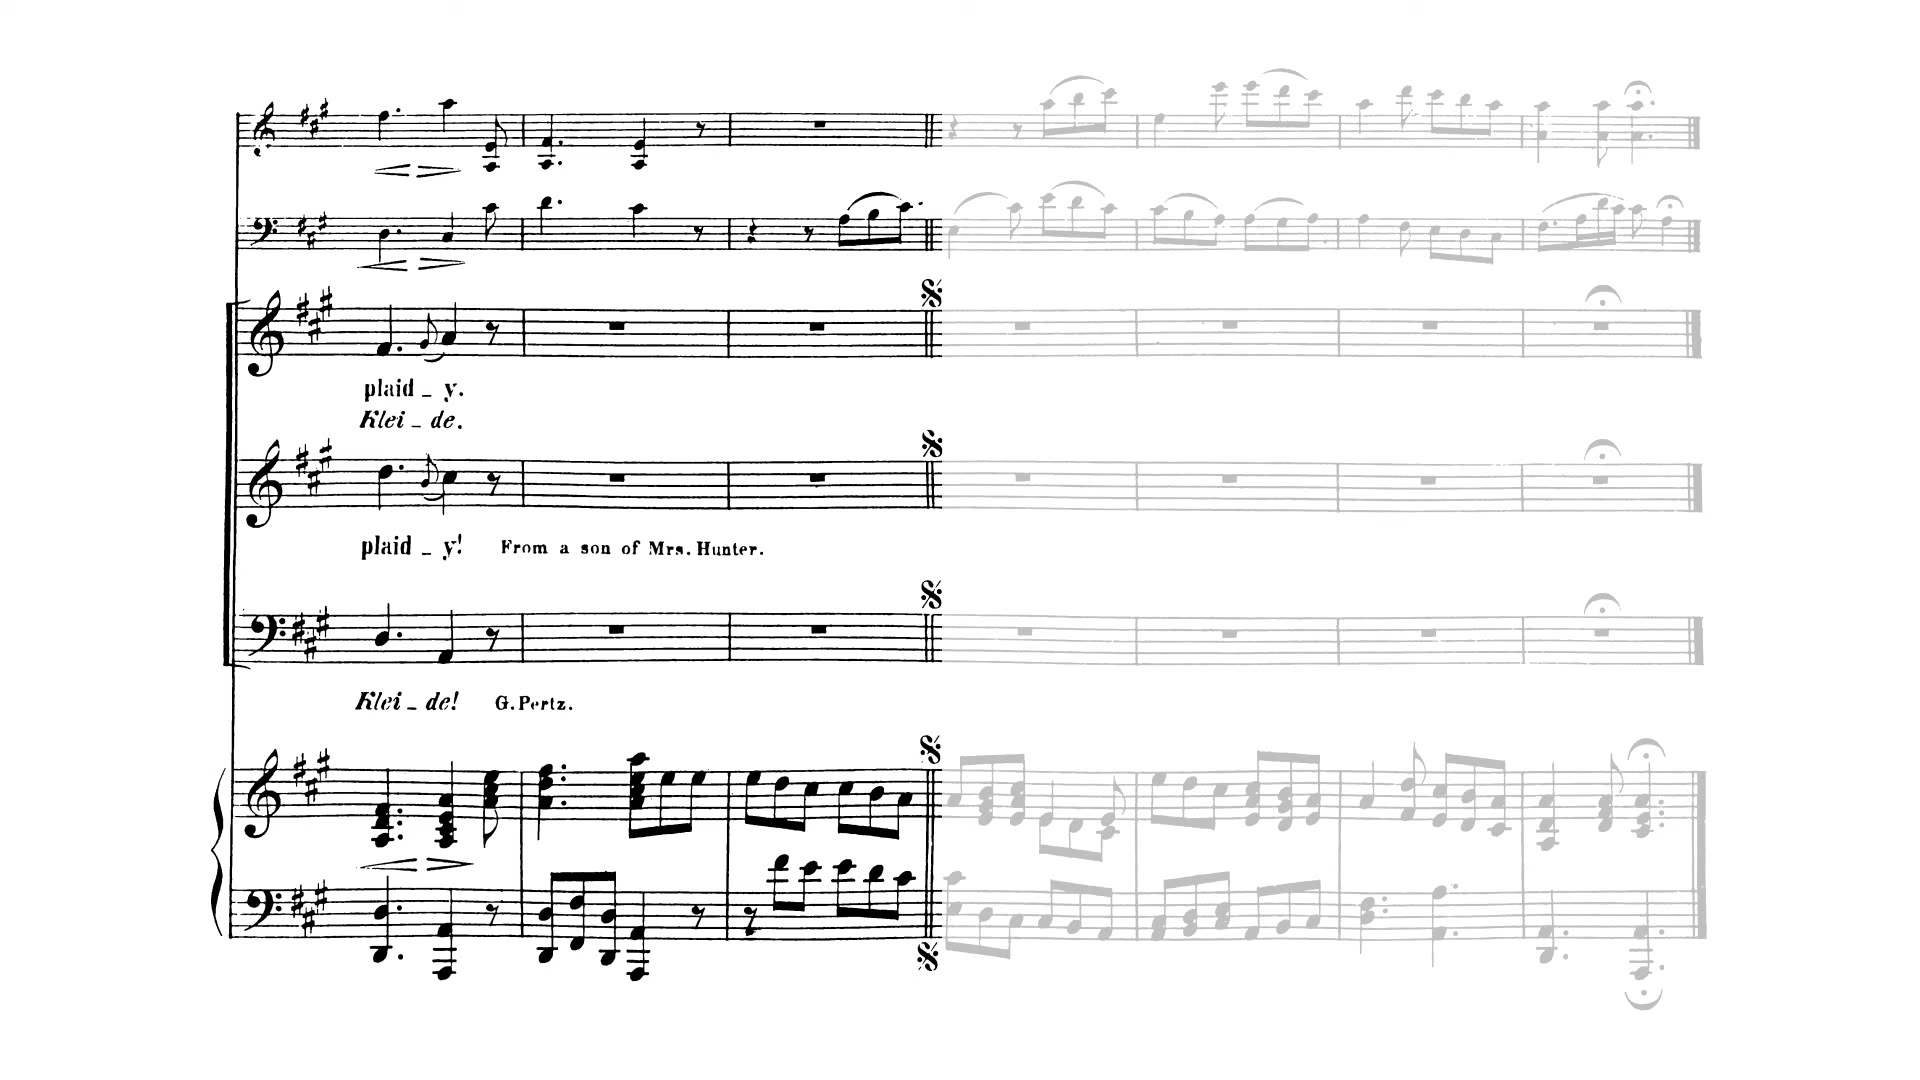 plaid _ y.
Klei _ de.
plaid _ y! From a son of Mrs. Hunter.
Klei _ de! G. Pertz.